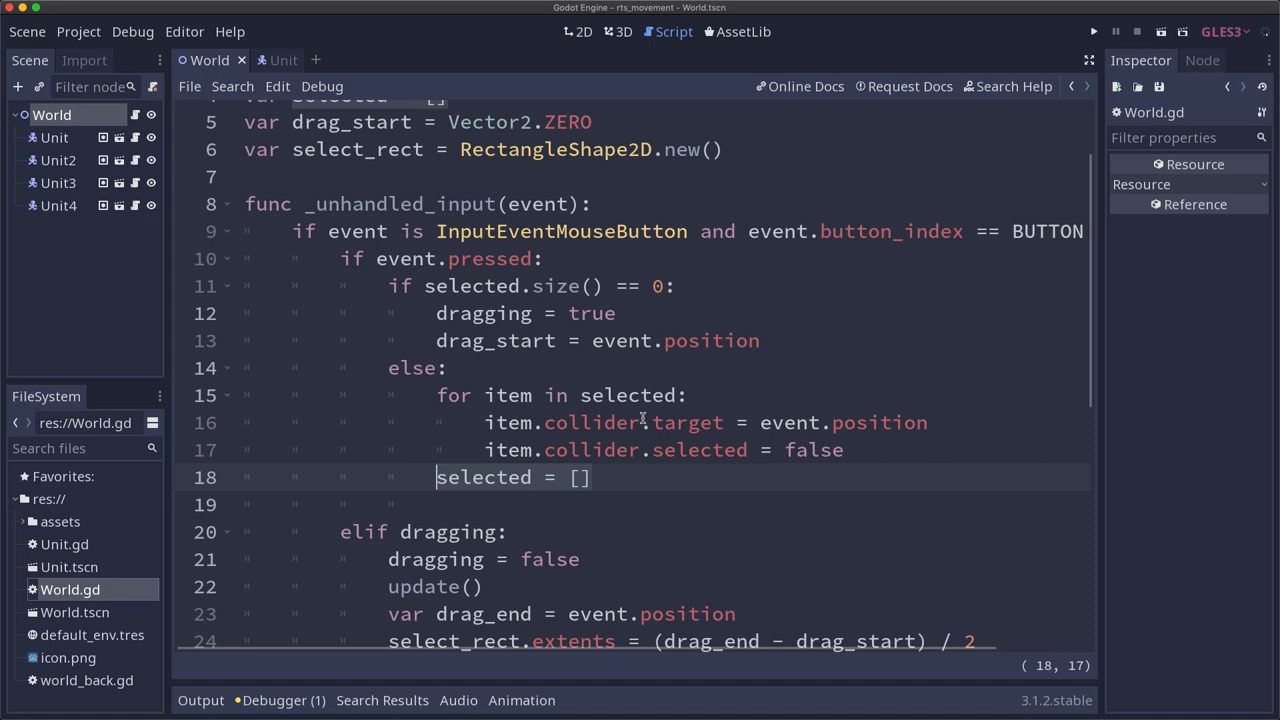 Godot Engine - rts_movement - World.tscn
Scene Project Debug Editor Help
2D 3D Script AssetLib
GLES3
Scene Import
World Unit
Inspector Node
Filter node
File Search Edit Debug
Online Docs Request Docs Search Help
World
Unit
Unit2
Unit3
Unit4
World.gd
Filter properties
Resource
Resource
Reference
5 var drag_start = Vector2.ZERO
6 var select_rect = RectangleShape2D.new()
7
8 func _unhandled_input(event):
9 if event is InputEventMouseButton and event.button_index == BUTTON
10 if event.pressed:
11 if selected.size() == 0:
12 dragging = true
13 drag_start = event.position
14 else:
15 for item in selected:
16 item.collider.target = event.position
17 item.collider.selected = false
18 selected = []
19
20 elif dragging:
21 dragging = false
22 update()
23 var drag_end = event.position
24 select_rect.extents = (drag_end - drag_start) / 2
FileSystem
res://World.gd
Search files
Favorites:
res://
assets
Unit.gd
Unit.tscn
World.gd
World.tscn
default_env.tres
icon.png
world_back.gd
( 18, 17)
Output Debugger (1) Search Results Audio Animation
3.1.2.stable